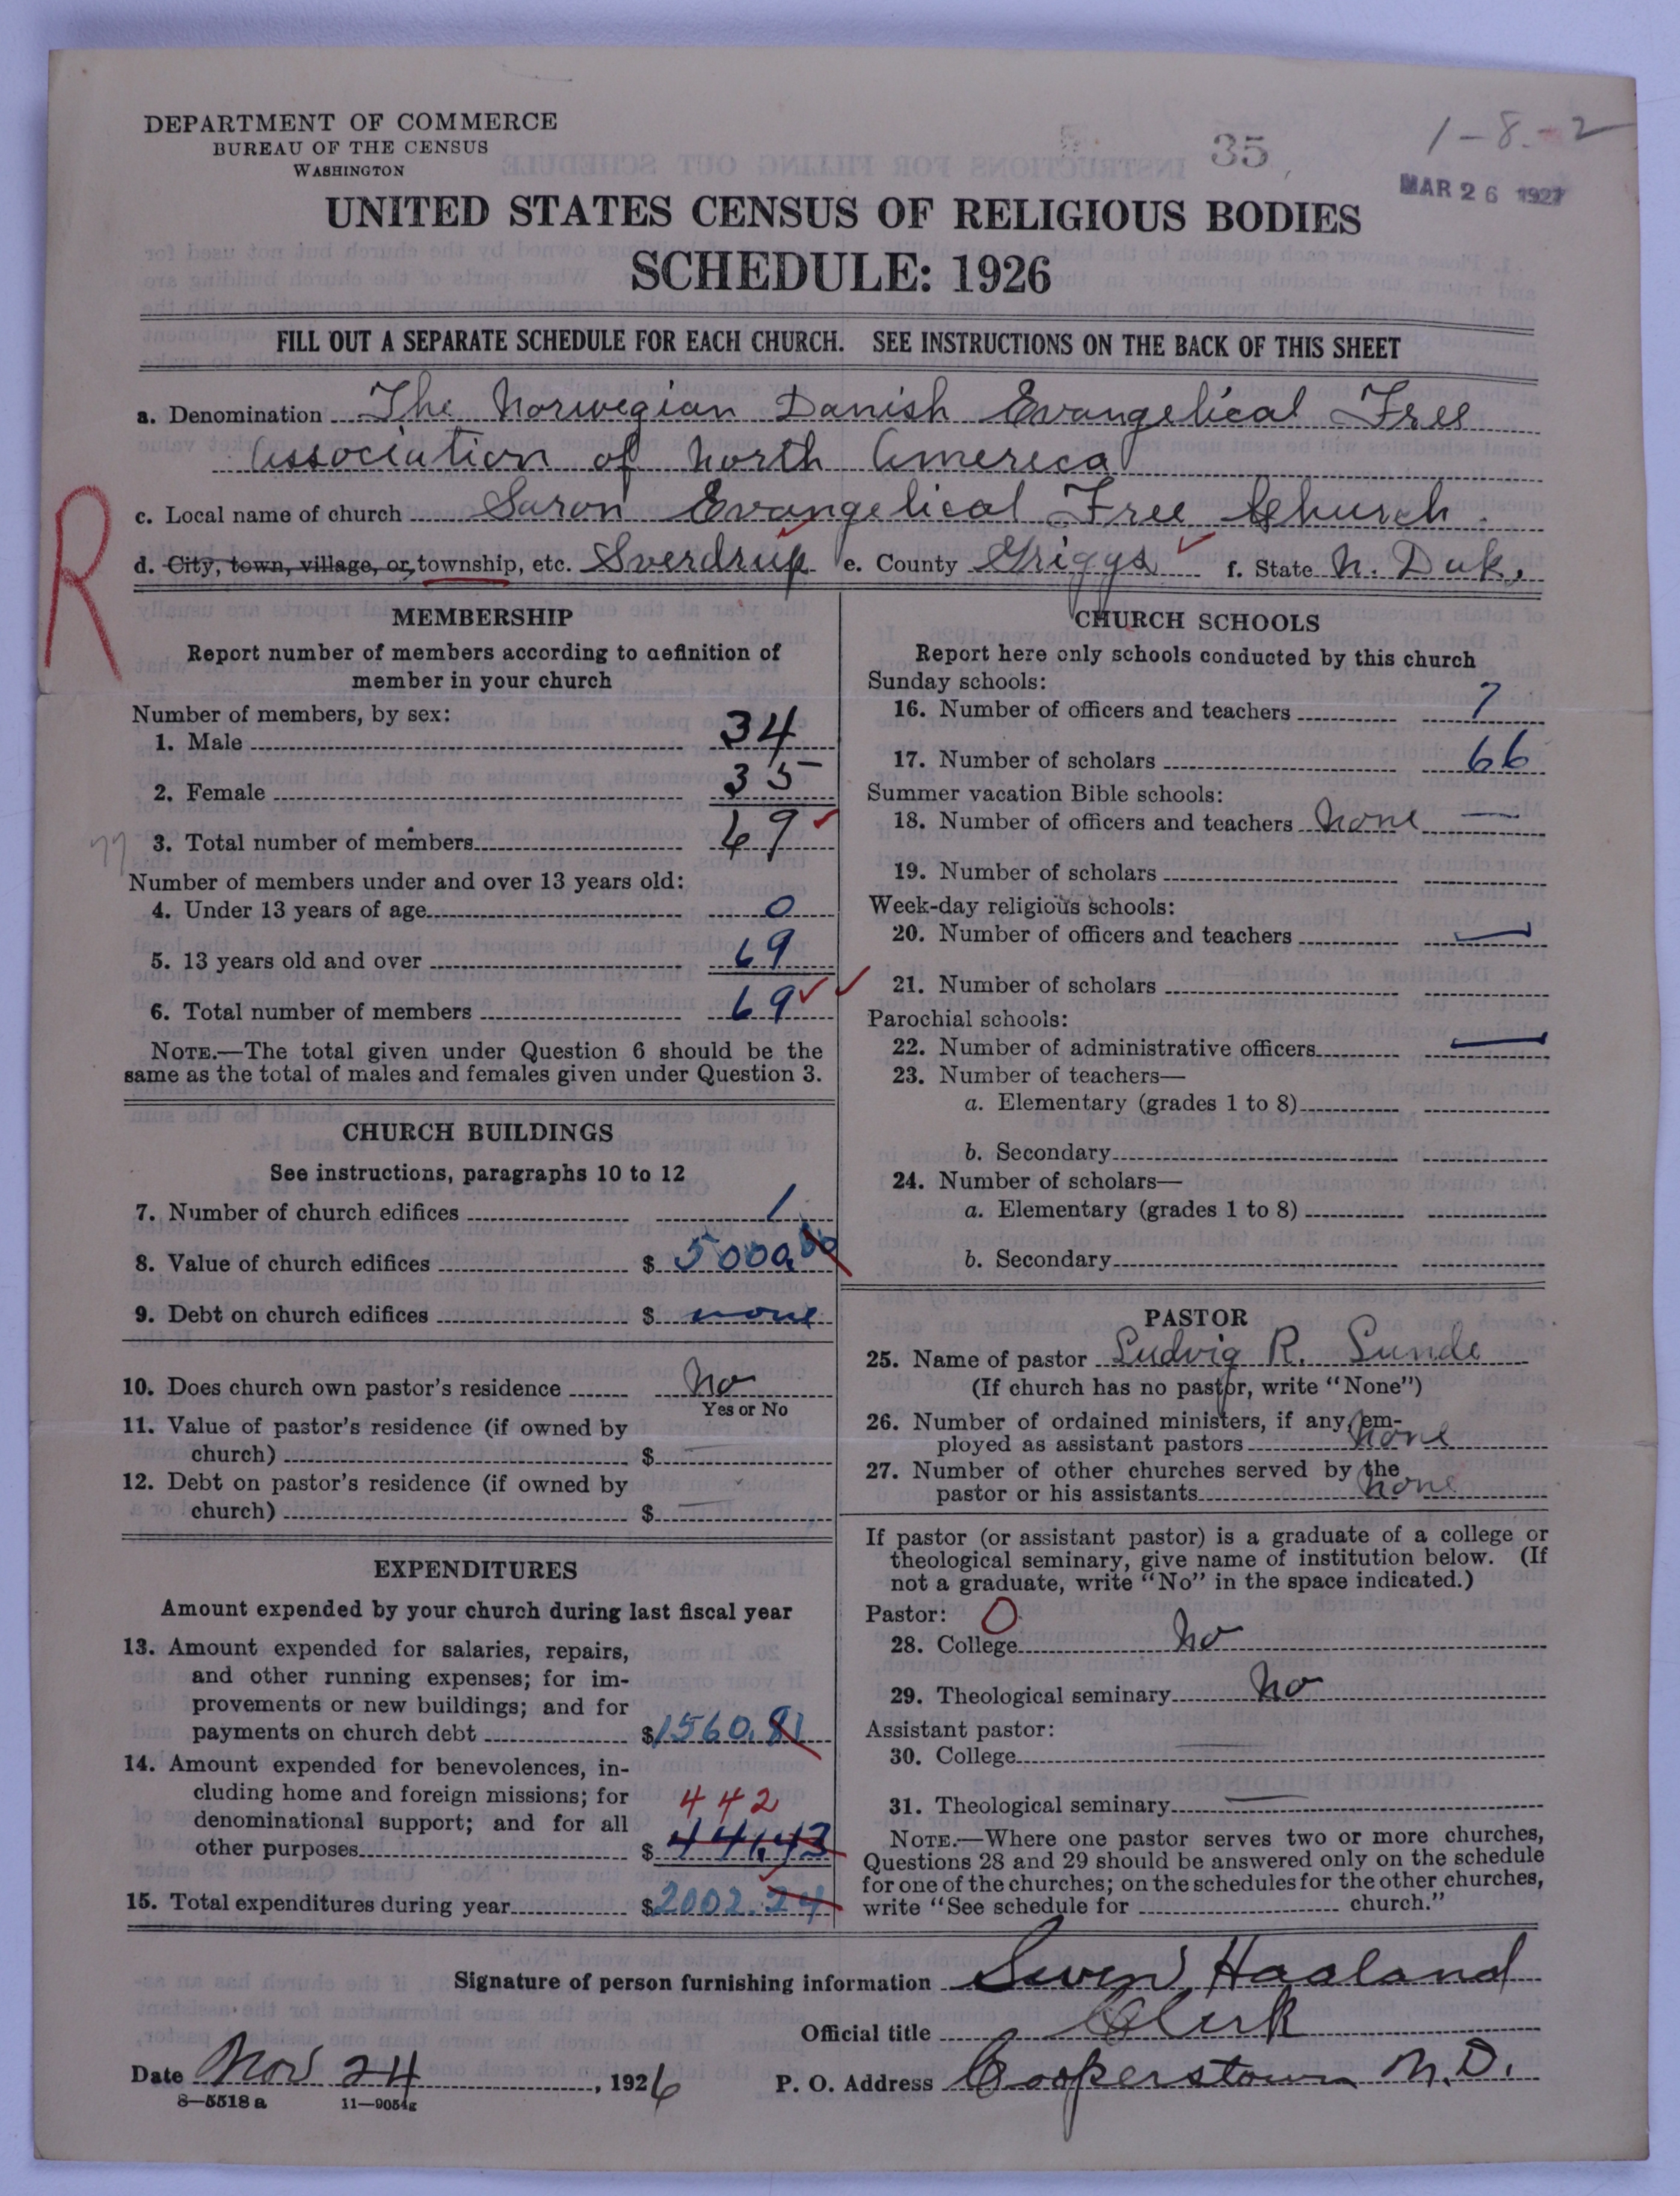 DEPARTMENT OF COMMERCE
BUREAU OF THE CENSUS
WASHINGTON
35
1-8-2
MAR 26 1927
UNITED STATES CENSUS OF RELIGIOUS BODIES
SCHEDULE: 1926
FILL OUT A SEPARATE SCHEDULE FOR EACH CHURCH. SEE INSTRUCTIONS ON THE BACK OF THIS SHEET
a. Denomination The Norwegian Danish Evangelical Free
Association of North America
R
c. Local name of church Saron Evangelical Free Church.
d. City, town, village, or township, etc. Sverdrup e. County Griggs f. State N. Dak.
MEMBERSHIP
Report number of members according to definition of
member in your church
Number of members, by sex:
1. Male 34
2. Female 35
3. Total number of members 69
Number of members under and over 13 years old:
4. Under 13 years of age 0
5. 13 years old and over 69
6. Total number of members 69
NOTE.—The total given under Question 6 should be the
same as the total of males and females given under Question 3.
CHURCH BUILDINGS
See instructions, paragraphs 10 to 12
7. Number of church edifices 1
8. Value of church edifices $ 5000.00
9. Debt on church edifices $ none
10. Does church own pastor's residence No
Yes or No
11. Value of pastor's residence (if owned by
church) $ —
12. Debt on pastor's residence (if owned by
church) $ —
EXPENDITURES
Amount expended by your church during last fiscal year
13. Amount expended for salaries, repairs,
and other running expenses; for im-
provements or new buildings; and for
payments on church debt $1560.81
14. Amount expended for benevolences, in-
cluding home and foreign missions; for
denominational support; and for all
442
other purposes $ 441.43
15. Total expenditures during year $2002.24
CHURCH SCHOOLS
Report here only schools conducted by this church
Sunday schools:
16. Number of officers and teachers 7
17. Number of scholars 66
Summer vacation Bible schools:
18. Number of officers and teachers none —
19. Number of scholars
Week-day religious schools:
20. Number of officers and teachers —
21. Number of scholars
Parochial schools:
22. Number of administrative officers —
23. Number of teachers—
a. Elementary (grades 1 to 8)
b. Secondary
24. Number of scholars—
a. Elementary (grades 1 to 8)
b. Secondary
PASTOR
25. Name of pastor Ludvig R. Sunde
(If church has no pastor, write "None")
26. Number of ordained ministers, if any, em-
ployed as assistant pastors none
27. Number of other churches served by the
pastor or his assistants none
If pastor (or assistant pastor) is a graduate of a college or
theological seminary, give name of institution below. (If
not a graduate, write "No" in the space indicated.)
Pastor: O
28. College No
29. Theological seminary No
Assistant pastor:
30. College —
31. Theological seminary —
NOTE.—Where one pastor serves two or more churches,
Questions 28 and 29 should be answered only on the schedule
for one of the churches; on the schedules for the other churches,
write "See schedule for church."
Signature of person furnishing information Sven Haaland
Official title Clerk
Date Nov 24, 1926 P. O. Address Cooperstown N.D.
8—5518 a 11—9054g